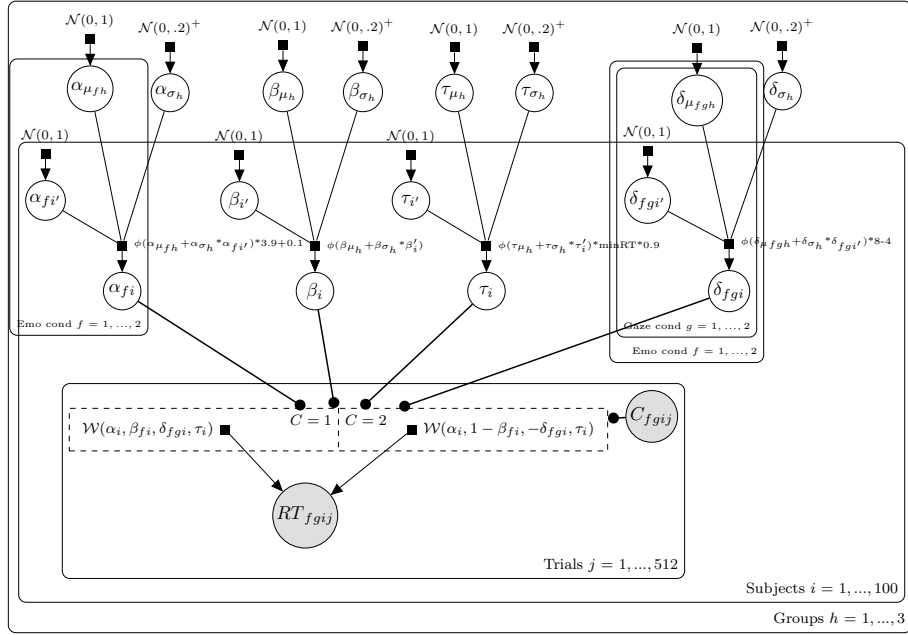 𝒩(0, 1) 𝒩(0, .2)⁺ 𝒩(0, 1) 𝒩(0, .2)⁺ 𝒩(0, 1) 𝒩(0, .2)⁺ 𝒩(0, 1) 𝒩(0, .2)⁺
α_{μ_{fh}} α_{σ_h} β_{μ_h} β_{σ_h} τ_{μ_h} τ_{σ_h} δ_{μ_{fgh}} δ_{σ_h}
𝒩(0, 1) 𝒩(0, 1) 𝒩(0, 1) 𝒩(0, 1)
α_{fi′} β_{i′} τ_{i′} δ_{fgi′}
ϕ(α_{μ_{fh}}+α_{σ_h}*α_{fi′})*3.9+0.1 ϕ(β_{μ_h}+β_{σ_h}*β′_i) ϕ(τ_{μ_h}+τ_{σ_h}*τ′_i)*minRT*0.9 ϕ(δ_{μ_{fgh}}+δ_{σ_h}*δ_{fgi′})*8-4
α_{fi} β_i τ_i δ_{fgi}
Emo cond f = 1, ..., 2 Gaze cond g = 1, ..., 2
Emo cond f = 1, ..., 2
C = 1 C = 2 C_{fgij}
𝒲(α_i, β_{fi}, δ_{fgi}, τ_i) 𝒲(α_i, 1 − β_{fi}, −δ_{fgi}, τ_i)
RT_{fgij}
Trials j = 1, ..., 512
Subjects i = 1, ..., 100
Groups h = 1, ..., 3